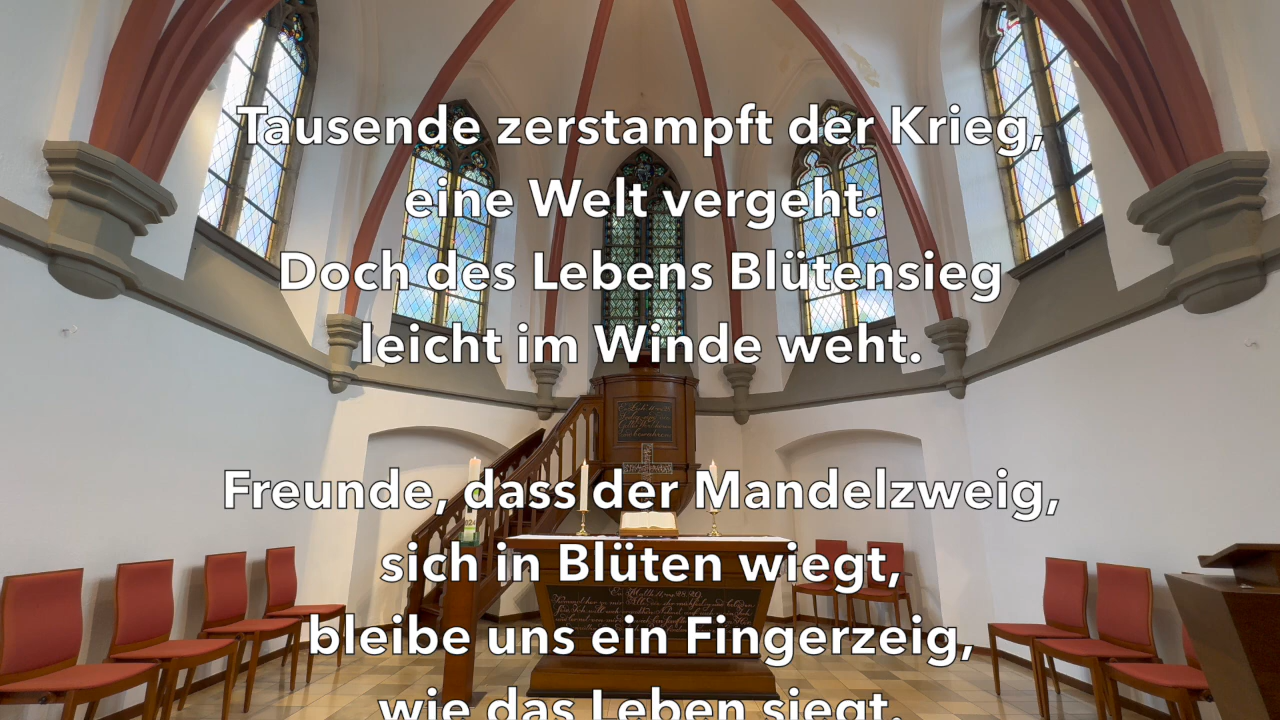 Tausende zerstampft der Krieg,
eine Welt vergeht.
Doch des Lebens Blütensieg
leicht im Winde weht.
Freunde, dass der Mandelzweig,
sich in Blüten wiegt,
bleibe uns ein Fingerzeig,
wie das Leben siegt.